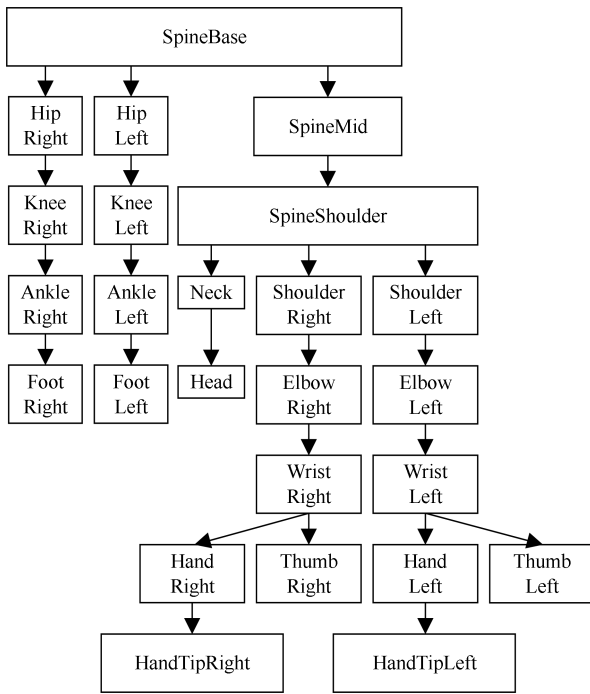 SpineBase
Hip
Right
Hip
Left
SpineMid
Knee
Right
Knee
Left
SpineShoulder
Ankle
Right
Ankle
Left
Neck
Shoulder
Right
Shoulder
Left
Foot
Right
Foot
Left
Head
Elbow
Right
Elbow
Left
Wrist
Right
Wrist
Left
Hand
Right
Thumb
Right
Hand
Left
Thumb
Left
HandTipRight
HandTipLeft